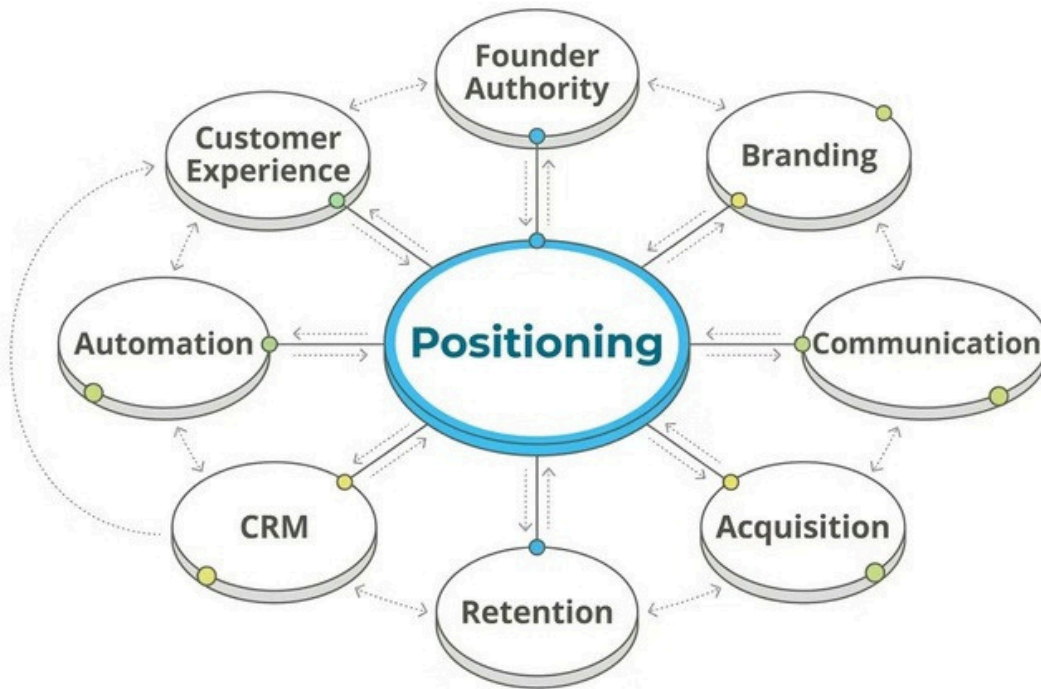 Founder
Authority
Customer
Experience
Branding
Automation
Positioning
Communication
CRM
Acquisition
Retention